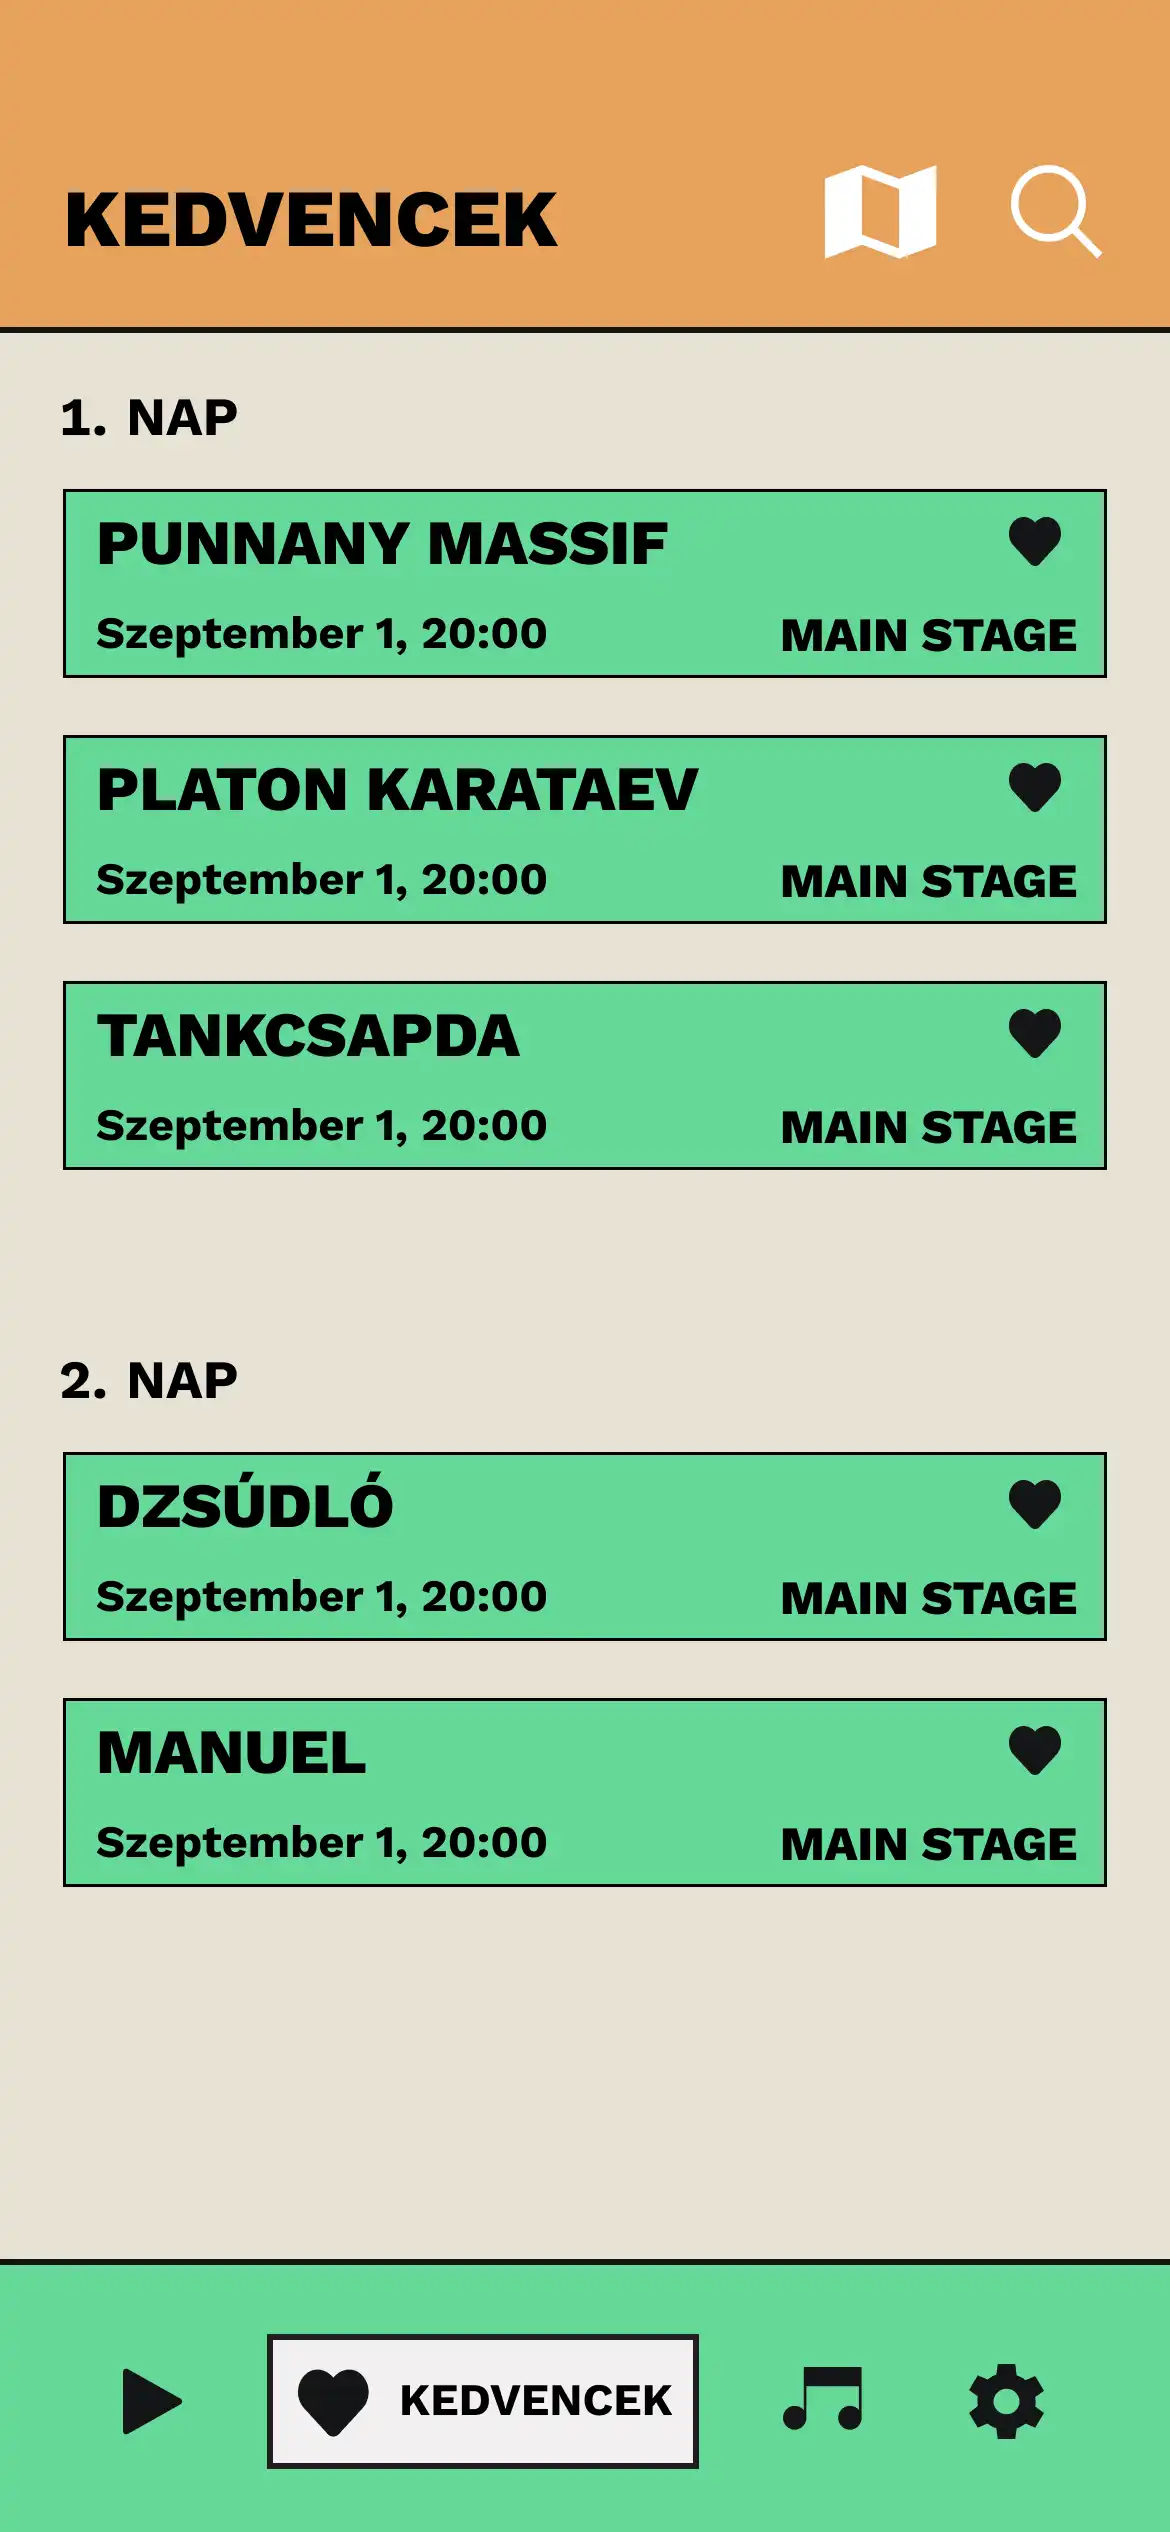 KEDVENCEK
1. NAP
PUNNANY MASSIF
Szeptember 1, 20:00 MAIN STAGE
PLATON KARATAEV
Szeptember 1, 20:00 MAIN STAGE
TANKCSAPDA
Szeptember 1, 20:00 MAIN STAGE
2. NAP
DZSÚDLÓ
Szeptember 1, 20:00 MAIN STAGE
MANUEL
Szeptember 1, 20:00 MAIN STAGE
KEDVENCEK